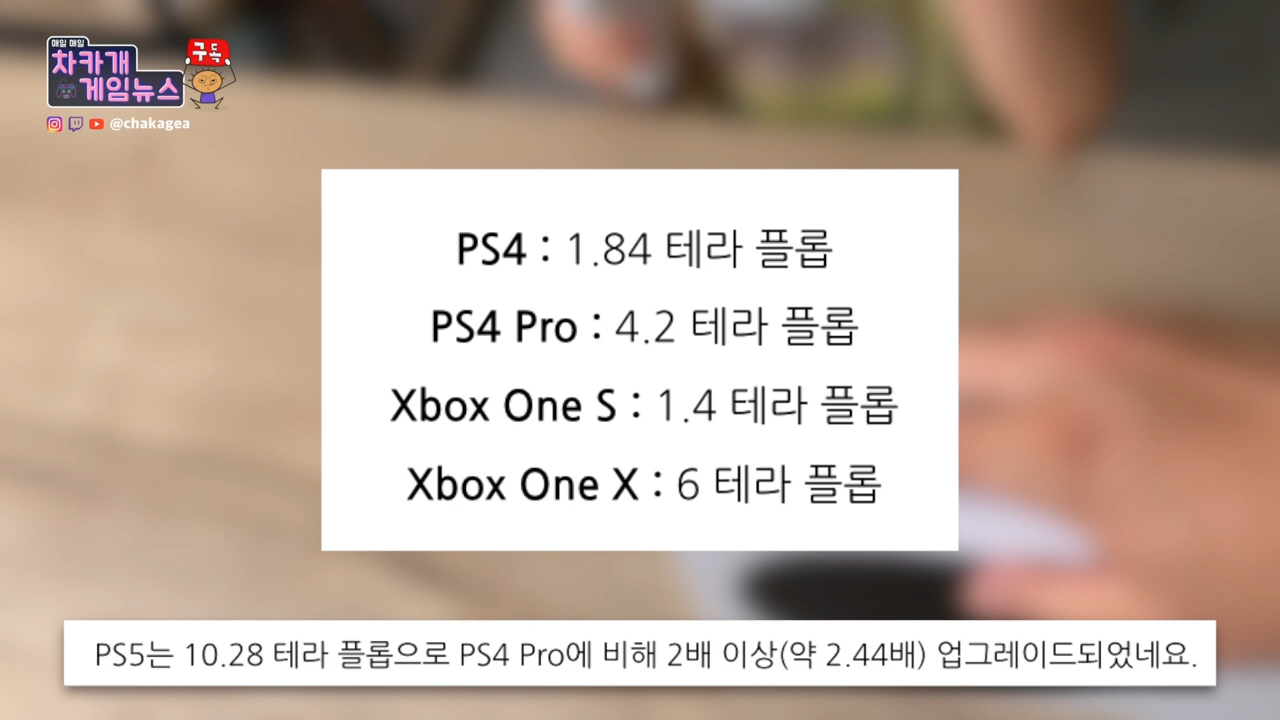 매일 매일
차카개
구독
게임뉴스
@chakagea
PS4 : 1.84 테라 플롭
PS4 Pro : 4.2 테라 플롭
Xbox One S : 1.4 테라 플롭
Xbox One X : 6 테라 플롭
PS5는 10.28 테라 플롭으로 PS4 Pro에 비해 2배 이상(약 2.44배) 업그레이드되었네요.